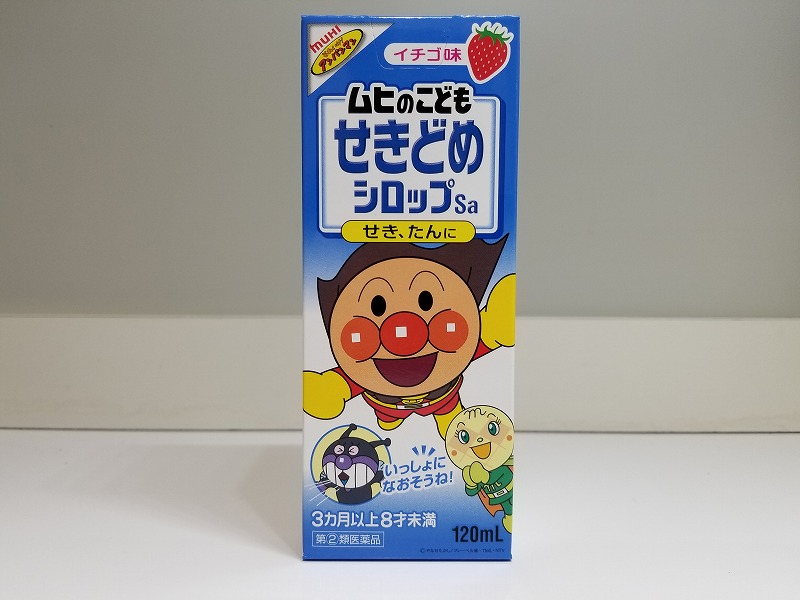 muhi
アンパンマン
イチゴ味
ムヒのこども
せきどめ
シロップSa
せき、たんに
いっしょに
なおそうね!
3カ月以上8才未満
第②類医薬品
120mL